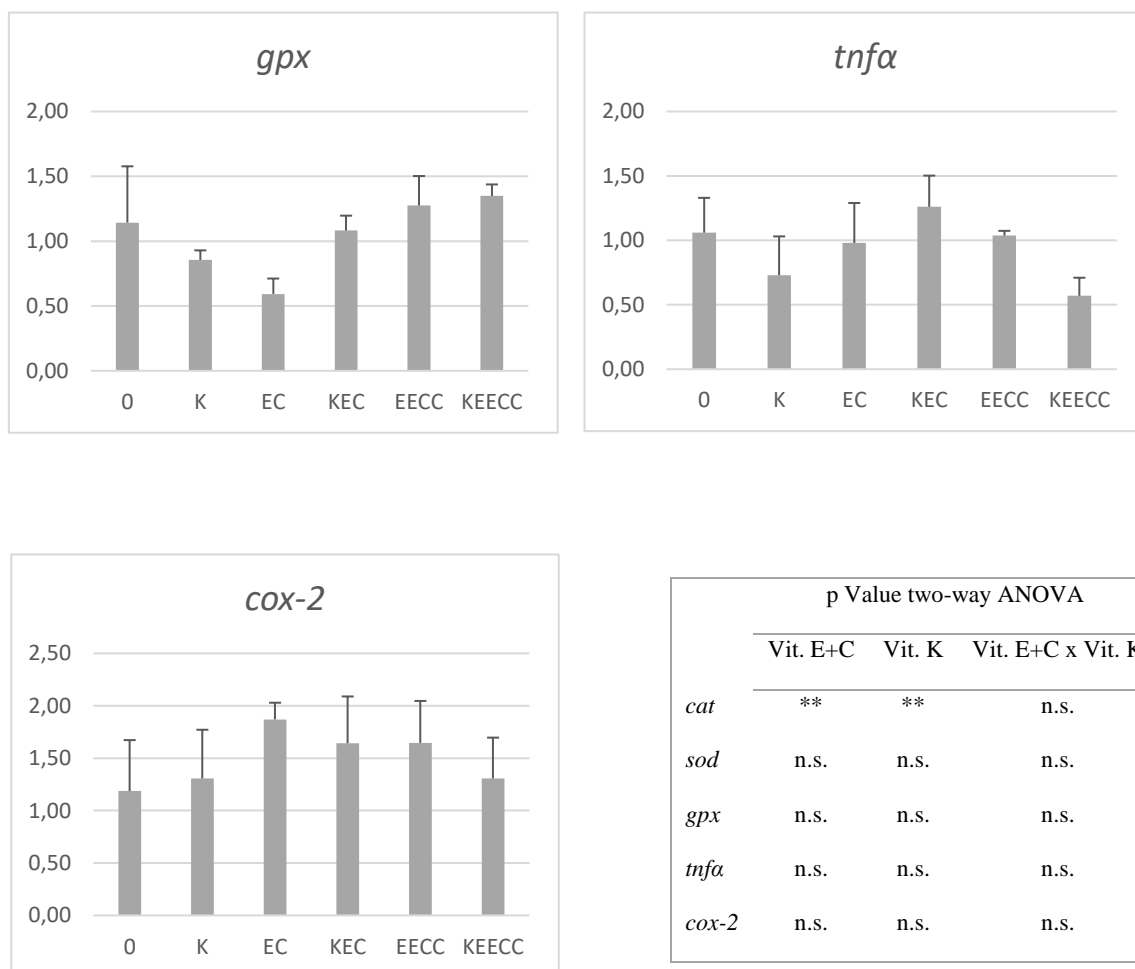 gpx
2,00
1,50
1,00
0,50
0,00
0 K EC KEC EECC KEECC
tnfα
2,00
1,50
1,00
0,50
0,00
0 K EC KEC EECC KEECC
cox-2
2,50
2,00
1,50
1,00
0,50
0,00
0 K EC KEC EECC KEECC
p Value two-way ANOVA
Vit. E+C Vit. K Vit. E+C x Vit. K
cat ** ** n.s.
sod n.s. n.s. n.s.
gpx n.s. n.s. n.s.
tnfα n.s. n.s. n.s.
cox-2 n.s. n.s. n.s.